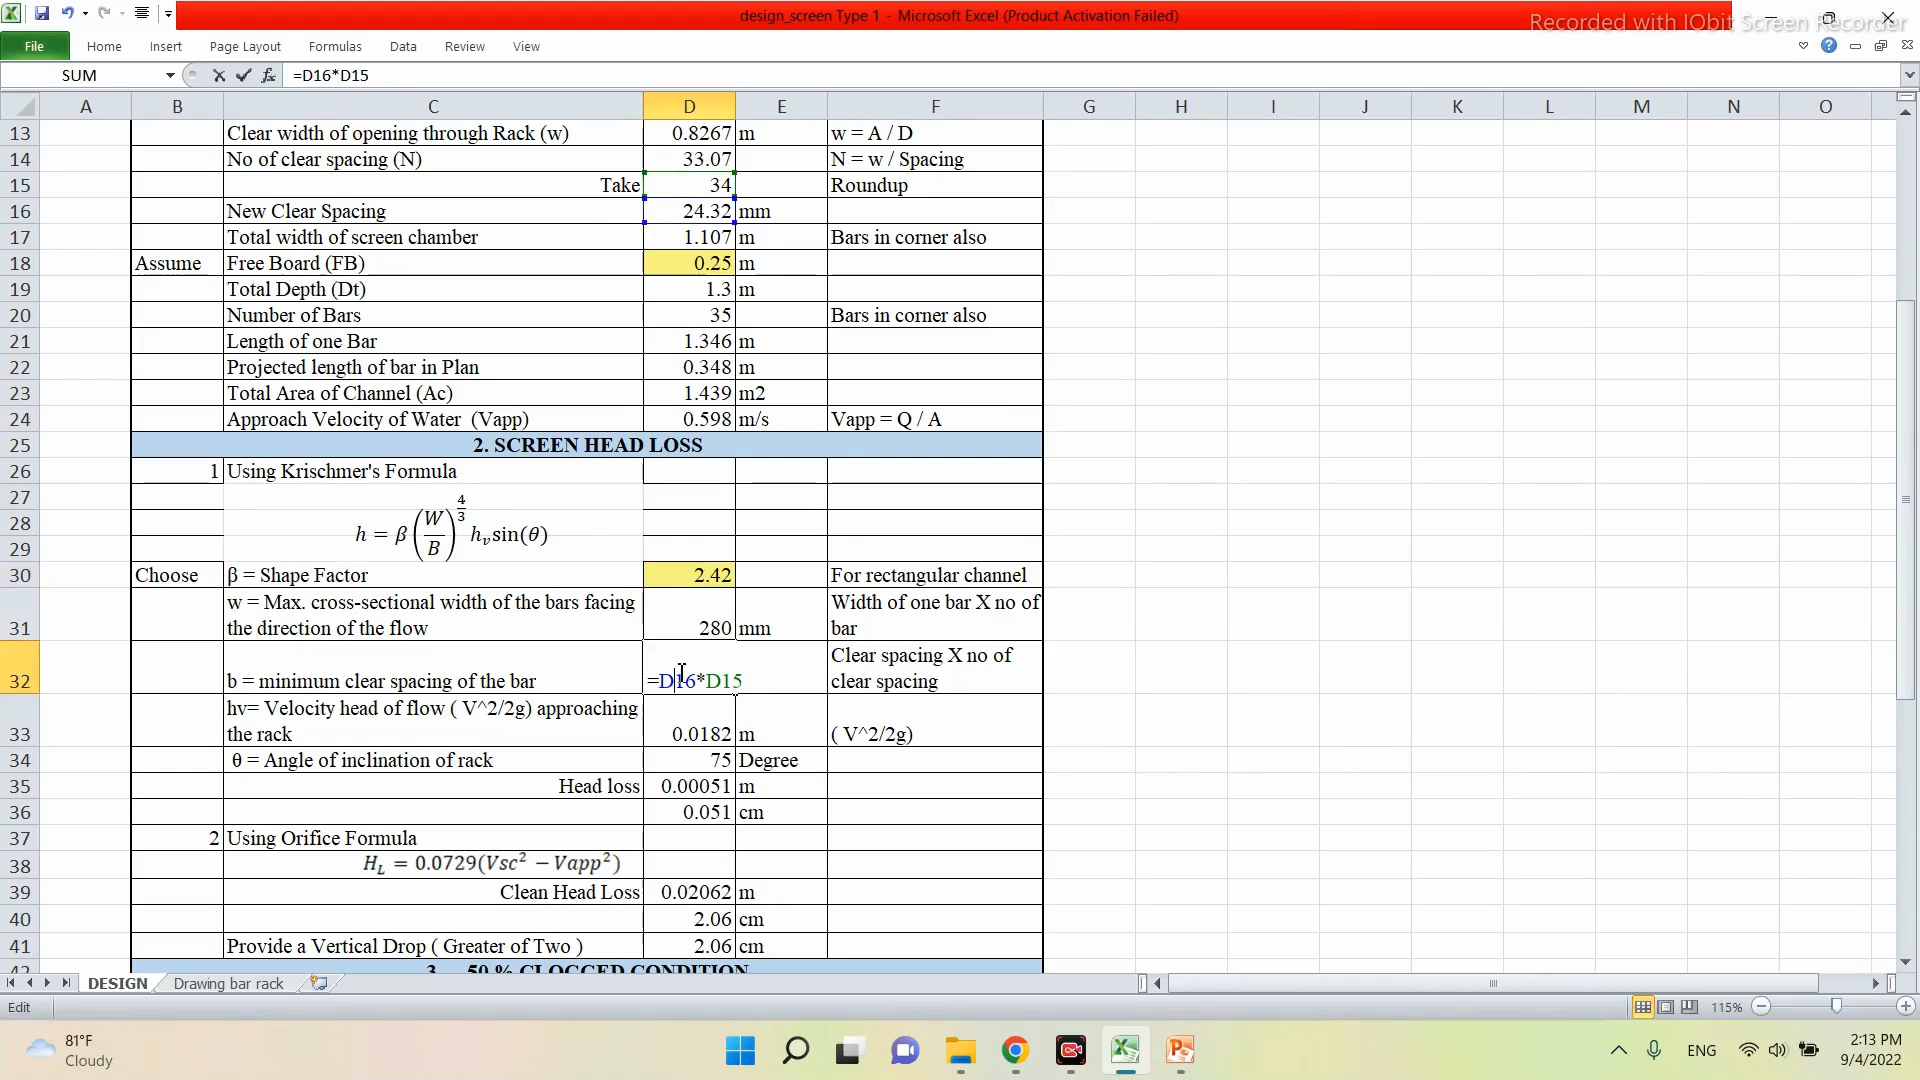 design_screen Type 1 - Microsoft Excel (Product Activation Failed)
Recorded with IObit Screen Recorder
File Home Insert Page Layout Formulas Data Review View
SUM =D16*D15
A B C D E F G H I J K L M N O
13 Clear width of opening through Rack (w) 0.8267 m w = A / D
14 No of clear spacing (N) 33.07 N = w / Spacing
15 Take 34 Roundup
16 New Clear Spacing 24.32 mm
17 Total width of screen chamber 1.107 m Bars in corner also
18 Assume Free Board (FB) 0.25 m
19 Total Depth (Dt) 1.3 m
20 Number of Bars 35 Bars in corner also
21 Length of one Bar 1.346 m
22 Projected length of bar in Plan 0.348 m
23 Total Area of Channel (Ac) 1.439 m2
24 Approach Velocity of Water (Vapp) 0.598 m/s Vapp = Q / A
25 2. SCREEN HEAD LOSS
26 1 Using Krischmer's Formula
27
28 h = β (W/B)^(4/3) h_v sin(θ)
29
30 Choose β = Shape Factor 2.42 For rectangular channel
w = Max. cross-sectional width of the bars facing Width of one bar X no of
31 the direction of the flow 280 mm bar
Clear spacing X no of
32 b = minimum clear spacing of the bar =D16*D15 clear spacing
hv= Velocity head of flow ( V^2/2g) approaching
33 the rack 0.0182 m ( V^2/2g)
34 θ = Angle of inclination of rack 75 Degree
35 Head loss 0.00051 m
36 0.051 cm
37 2 Using Orifice Formula
38 H_L = 0.0729(Vsc² − Vapp²)
39 Clean Head Loss 0.02062 m
40 2.06 cm
41 Provide a Vertical Drop ( Greater of Two ) 2.06 cm
42 3. 50 % CLOGGED CONDITION
DESIGN Drawing bar rack
Edit 115%
81°F
Cloudy
ENG
2:13 PM
9/4/2022